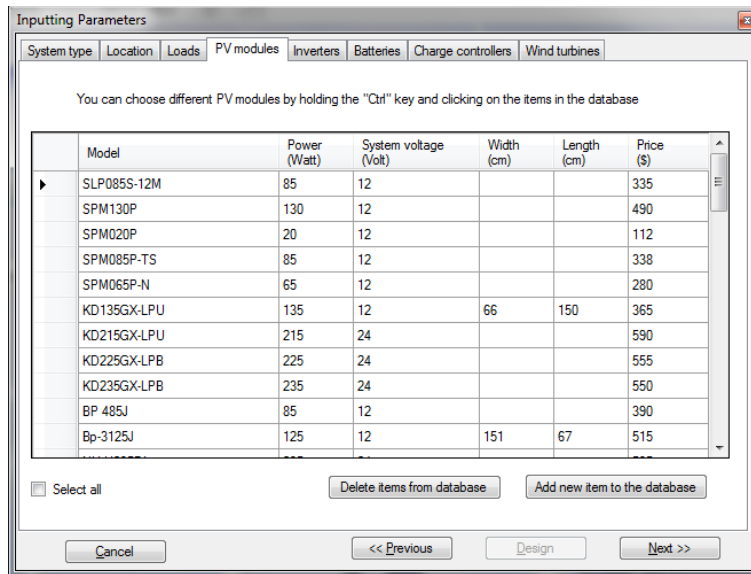 Inputting Parameters
System type Location Loads PV modules Inverters Batteries Charge controllers Wind turbines
You can choose different PV modules by holding the "Ctrl" key and clicking on the items in the database
Model Power (Watt) System voltage (Volt) Width (cm) Length (cm) Price ($)
SLP085S-12M 85 12 335
SPM130P 130 12 490
SPM020P 20 12 112
SPM085P-TS 85 12 338
SPM065P-N 65 12 280
KD135GX-LPU 135 12 66 150 365
KD215GX-LPU 215 24 590
KD225GX-LPB 225 24 555
KD235GX-LPB 235 24 550
BP 485J 85 12 390
Bp-3125J 125 12 151 67 515
Select all Delete items from database Add new item to the database
Cancel << Previous Design Next >>